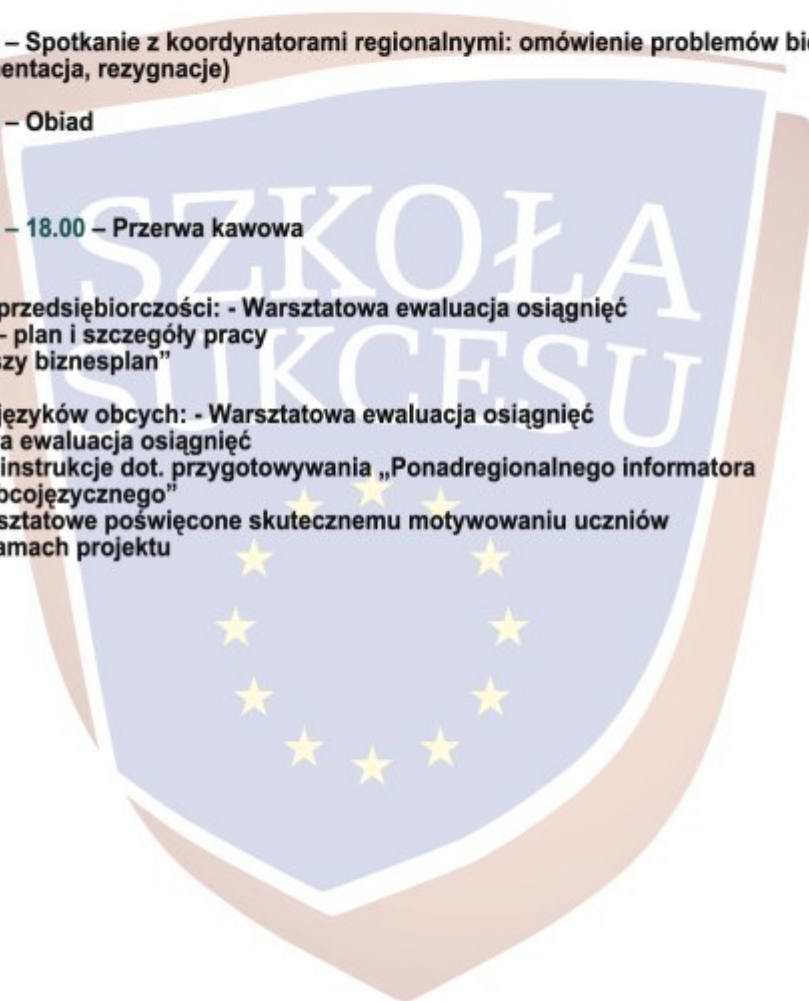 – Spotkanie z koordynatorami regionalnymi: omówienie problemów
entacja, rezygnacje)
– Obiad
SZKOŁA
– 18.00 – Przerwa kawowa
przedsiębiorczości: - Warsztatowa ewaluacja osiągnięć
– plan i szczegóły pracy
szy biznesplan”
SUKCESU
języków obcych: - Warsztatowa ewaluacja osiągnięć
a ewaluacja osiągnięć
instrukcje dot. przygotowywania „Ponadregionalnego informatora
bcojęzycznego”
sztatowe poświęcone skutecznemu motywowaniu uczniów
amach projektu